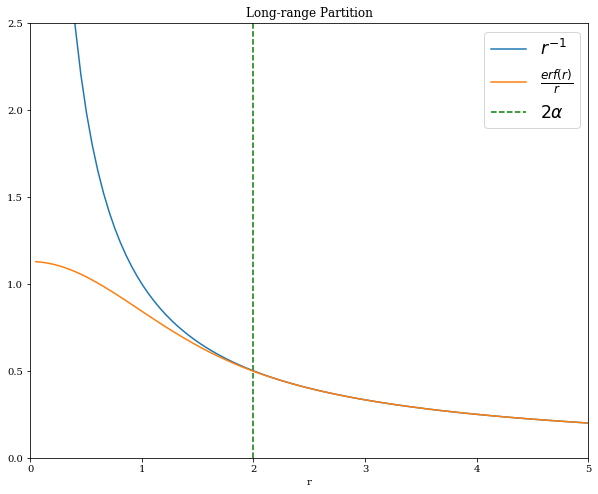 Long-range Partition
2.5
2.0
1.5
1.0
0.5
0.0
r⁻¹
erf(r)/r
2α
0 1 2 3 4 5
r